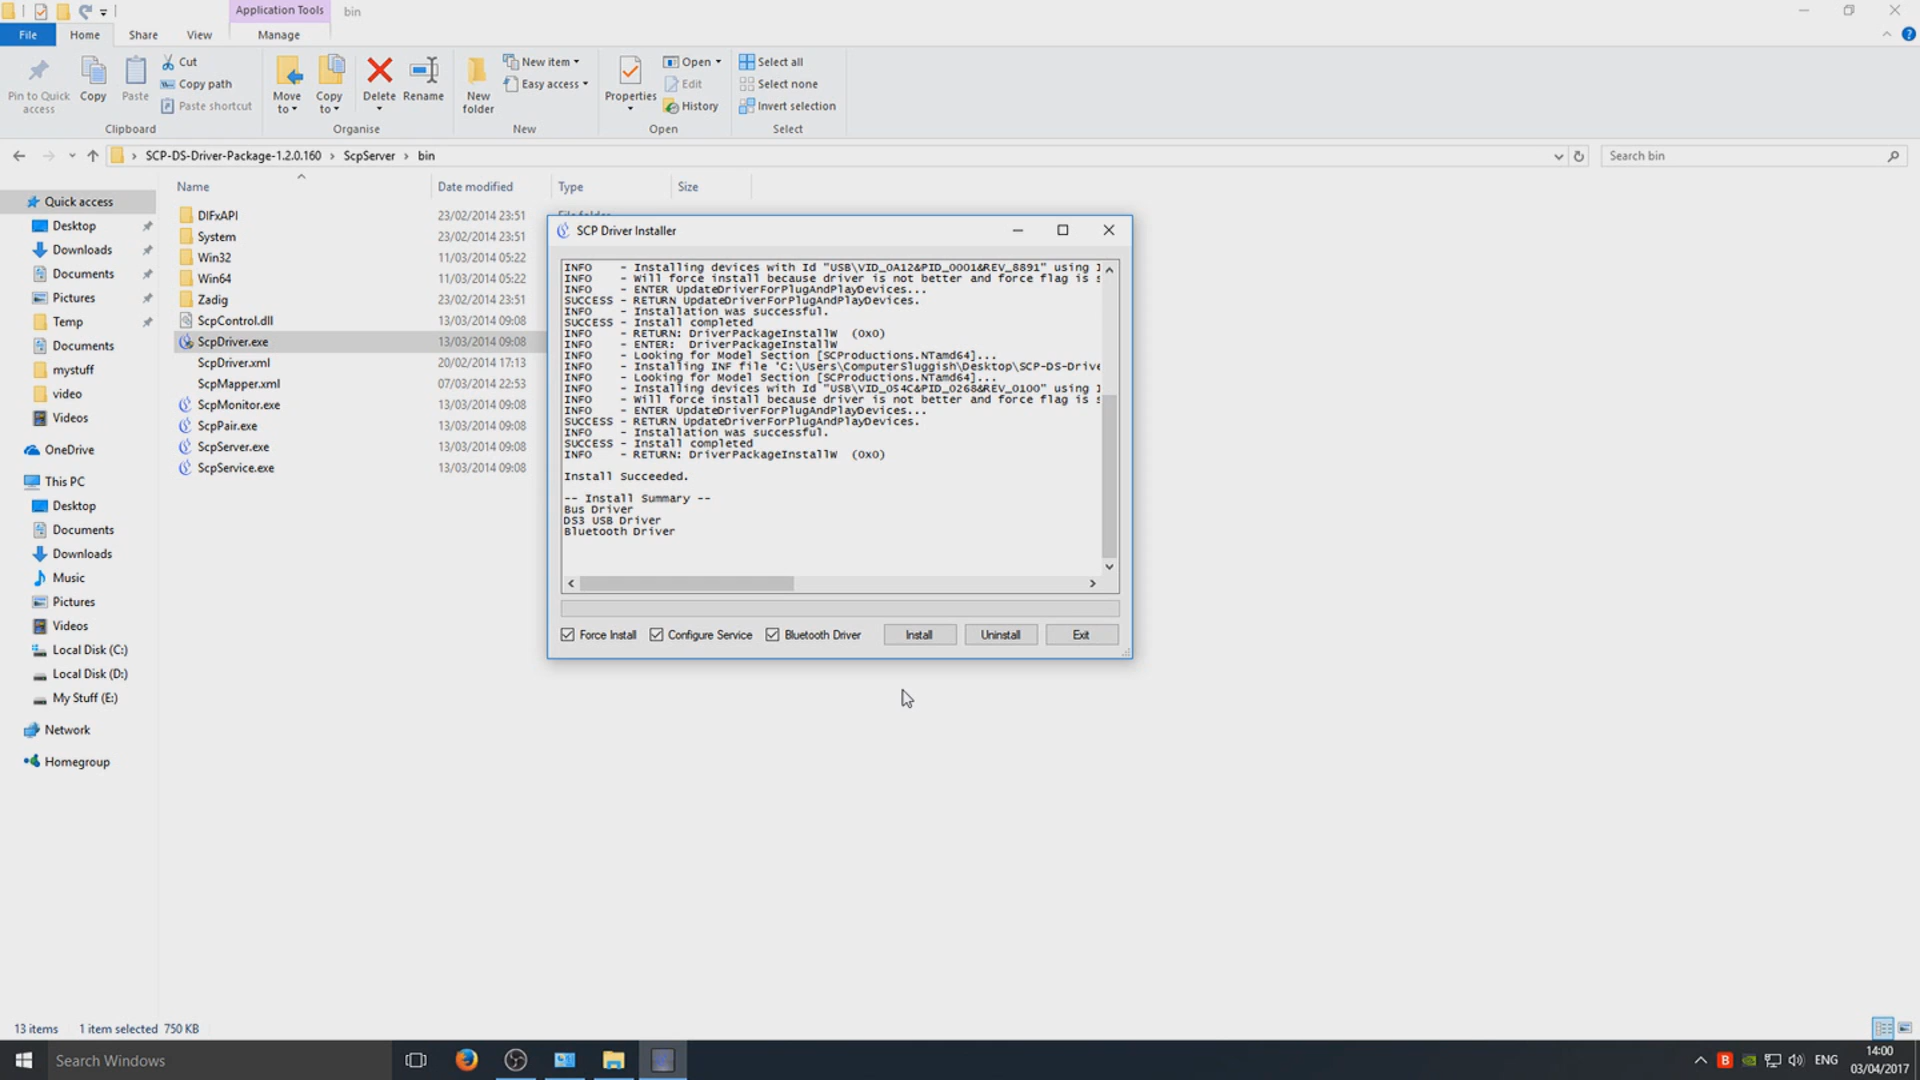 Application Tools
bin
File
Home
Share
View
Manage
Pin to Quick access
Copy
Paste
Cut
Copy path
Paste shortcut
Clipboard
Move to
Copy to
Delete
Rename
Organise
New folder
New item
Easy access
New
Properties
Open
Edit
History
Open
Select all
Select none
Invert selection
Select
SCP-DS-Driver-Package-1.2.0.160 › ScpServer › bin
Search bin
Name
Date modified
Type
Size
Quick access
Desktop
Downloads
Documents
Pictures
Temp
Documents
mystuff
video
Videos
OneDrive
This PC
Desktop
Documents
Downloads
Music
Pictures
Videos
Local Disk (C:)
Local Disk (D:)
My Stuff (E:)
Network
Homegroup
DIFxAPI 23/02/2014 23:51 File folder
System 23/02/2014 23:51
Win32 11/03/2014 05:22
Win64 11/03/2014 05:22
Zadig 23/02/2014 23:51
ScpControl.dll 13/03/2014 09:08
ScpDriver.exe 13/03/2014 09:08
ScpDriver.xml 20/02/2014 17:13
ScpMapper.xml 07/03/2014 22:53
ScpMonitor.exe 13/03/2014 09:08
ScpPair.exe 13/03/2014 09:08
ScpServer.exe 13/03/2014 09:08
ScpService.exe 13/03/2014 09:08
SCP Driver Installer
INFO - Installing devices with Id "USB\VID_0A12&PID_0001&REV_8891" using I
INFO - Will force install because driver is not better and force flag is s
INFO - ENTER UpdateDriverForPlugAndPlayDevices...
SUCCESS - RETURN UpdateDriverForPlugAndPlayDevices.
INFO - Installation was successful.
SUCCESS - Install completed
INFO - RETURN: DriverPackageInstallW (0x0)
INFO - ENTER: DriverPackageInstallW
INFO - Looking for Model Section [SCProductions.NTamd64]...
INFO - Installing INF file 'C:\Users\ComputerSluggish\Desktop\SCP-DS-Drive
INFO - Looking for Model Section [SCProductions.NTamd64]...
INFO - Installing devices with Id "USB\VID_054C&PID_0268&REV_0100" using I
INFO - Will force install because driver is not better and force flag is s
INFO - ENTER UpdateDriverForPlugAndPlayDevices...
SUCCESS - RETURN UpdateDriverForPlugAndPlayDevices.
INFO - Installation was successful.
SUCCESS - Install completed
INFO - RETURN: DriverPackageInstallW (0x0)
Install Succeeded.
-- Install Summary --
Bus Driver
DS3 USB Driver
Bluetooth Driver
Force Install
Configure Service
Bluetooth Driver
Install
Uninstall
Exit
13 items
1 item selected 750 KB
Search Windows
ENG
14:00
03/04/2017